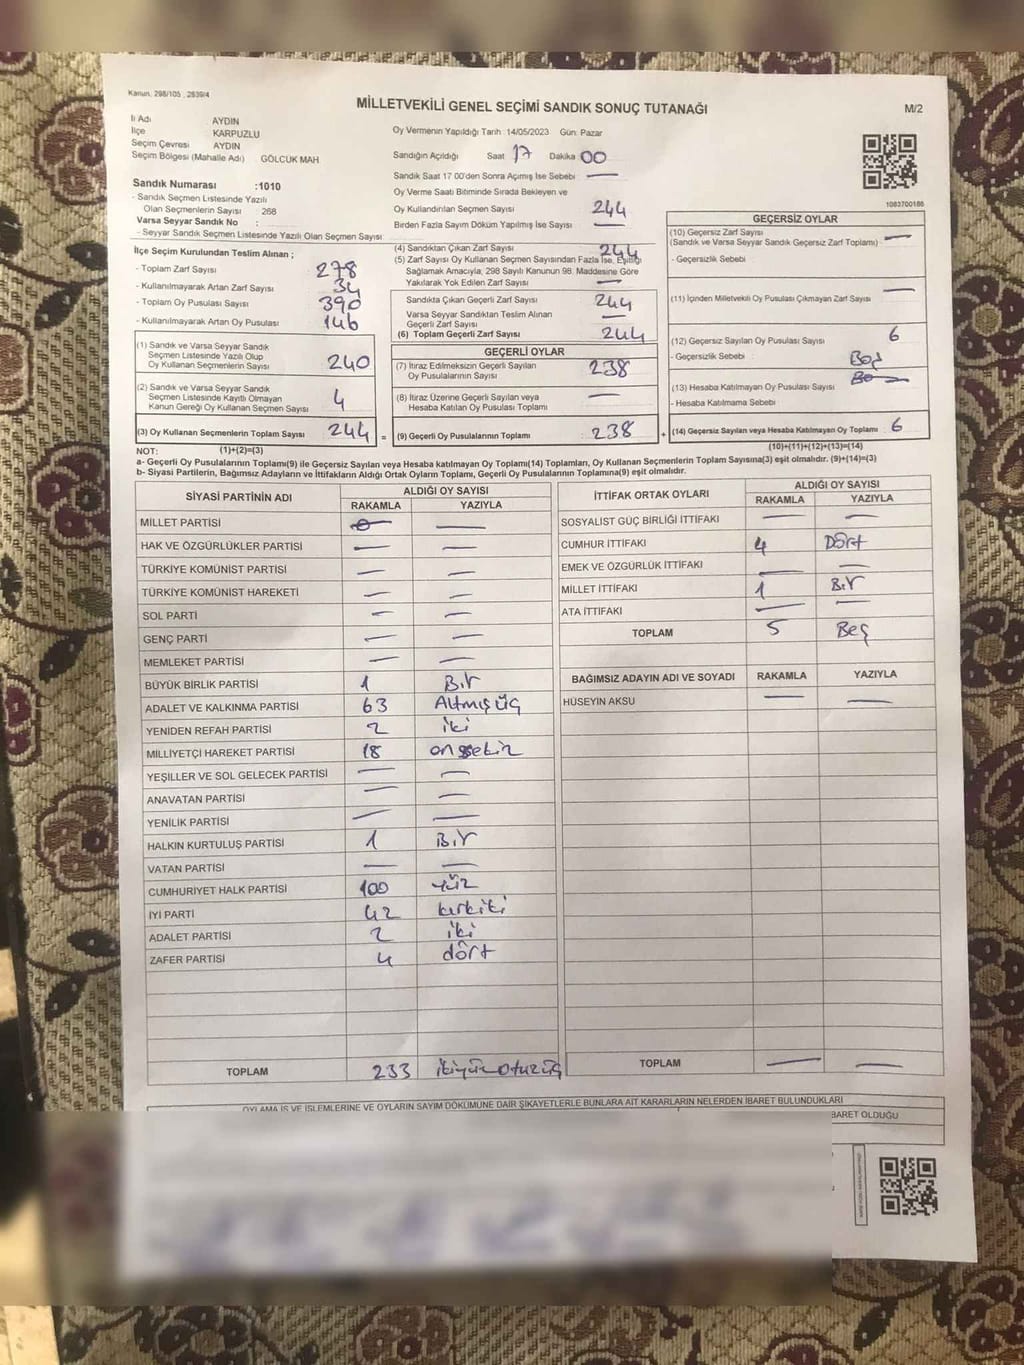 Kanun, 298/105 , 2839/4
MİLLETVEKİLİ GENEL SEÇİMİ SANDIK SONUÇ TUTANAĞI
M/2
İl Adı AYDIN
İlçe KARPUZLU
Seçim Çevresi AYDIN
Seçim Bölgesi (Mahalle Adı) GÖLCÜK MAH
Sandık Numarası :1010
- Sandık Seçmen Listesinde Yazılı
Olan Seçmenlerin Sayısı 268
Varsa Seyyar Sandık No :
- Seyyar Seçmen Listesinde Yazılı Olan Seçmen Sayısı
Oy Vermenin Yapıldığı Tarih 14/05/2023 Gün: Pazar
Sandığın Açıldığı Saat 17 Dakika 00
Sandık Saat 17 00'den Sonra Açımış İse Sebebi —
Oy Verme Saati Bitiminde Sırada Bekleyen ve
Oy Kullandırılan Seçmen Sayısı 244
Birden Fazla Sayım Döküm Yapılmış İse Sayısı —
1083700186
İlçe Seçim Kurulundan Teslim Alınan ;
- Toplam Zarf Sayısı 278
- Kullanılmayarak Artan Zarf Sayısı 34
- Toplam Oy Pusulası Sayısı 390
- Kullanılmayarak Artan Oy Pusulası 146
(1) Sandık ve Varsa Seyyar Sandık
Seçmen Listesinde Yazılı Olup
Oy Kullanan Seçmenlerin Sayısı 240
(2) Sandık ve Varsa Seyyar Sandık
Seçmen Listesinde Kayıtlı Olmayan
Kanun Gereği Oy Kullanan Seçmen Sayısı 4
(3) Oy Kullanan Seçmenlerin Toplam Sayısı 244
(4) Sandıktan Çıkan Zarf Sayısı 244
(5) Zarf Sayısı Oy Kullanan Seçmen Sayısından Fazla İse, Eşitliği
Sağlamak Amacıyla, 298 Sayılı Kanunun 98. Maddesine Göre
Yakılarak Yok Edilen Zarf Sayısı —
Sandıkta Çıkan Geçerli Zarf Sayısı 244
Varsa Seyyar Sandıktan Teslim Alınan
Geçerli Zarf Sayısı —
(6) Toplam Geçerli Zarf Sayısı 244
GEÇERLİ OYLAR
(7) İtiraz Edilmeksizin Geçerli Sayılan
Oy Pusulalarının Sayısı 238
(8) İtiraz Üzerine Geçerli Sayılan veya
Hesaba Katılan Oy Pusulası Toplamı —
= (9) Geçerli Oy Pusulalarının Toplamı 238
GEÇERSİZ OYLAR
(10) Geçersiz Zarf Sayısı
(Sandık ve Varsa Seyyar Sandık Geçersiz Zarf Toplamı) —
- Geçersizlik Sebebi
(11) İçinden Milletvekili Oy Pusulası Çıkmayan Zarf Sayısı —
(12) Geçersiz Sayılan Oy Pusulası Sayısı 6
- Geçersizlik Sebebi Boş
(13) Hesaba Katılmayan Oy Pusulası Sayısı —
- Hesaba Katılmama Sebebi
+ (14) Geçersiz Sayılan veya Hesaba Katılmayan Oy Toplamı 6
NOT: (1)+(2)=(3)
(10)+(11)+(12)+(13)=(14)
a- Geçerli Oy Pusulalarının Toplamı(9) ile Geçersiz Sayılan veya Hesaba katılmayan Oy Toplamı(14) Toplamları, Oy Kullanan Seçmenlerin Toplam Sayısına(3) eşit olmalıdır. (9)+(14)=(3)
b- Siyasi Partilerin, Bağımsız Adayların ve İttifakların Aldığı Oyların Toplamı, Geçerli Oy Pusulalarının Toplamına(9) eşit olmalıdır.
SİYASİ PARTİNİN ADI ALDIĞI OY SAYISI
RAKAMLA YAZIYLA
MİLLET PARTİSİ —
HAK VE ÖZGÜRLÜKLER PARTİSİ — —
TÜRKİYE KOMÜNİST PARTİSİ — —
TÜRKİYE KOMÜNİST HAREKETİ — —
SOL PARTİ — —
GENÇ PARTİ — —
MEMLEKET PARTİSİ — —
BÜYÜK BİRLİK PARTİSİ 1 Bir
ADALET VE KALKINMA PARTİSİ 63 Altmışüç
YENİDEN REFAH PARTİSİ 2 iki
MİLLİYETÇİ HAREKET PARTİSİ 18 onsekiz
YEŞİLLER VE SOL GELECEK PARTİSİ — —
ANAVATAN PARTİSİ — —
YENİLİK PARTİSİ — —
HALKIN KURTULUŞ PARTİSİ 1 Bir
VATAN PARTİSİ — —
CUMHURİYET HALK PARTİSİ 100 Yüz
İYİ PARTİ 42 kırkiki
ADALET PARTİSİ 2 iki
ZAFER PARTİSİ 4 dört
TOPLAM 233 ikiyüzotuzüç
İTTİFAK ORTAK OYLARI ALDIĞI OY SAYISI
RAKAMLA YAZIYLA
SOSYALIST GÜÇ BİRLİĞİ İTTİFAKI — —
CUMHUR İTTİFAKI 4 Dört
EMEK VE ÖZGÜRLÜK İTTİFAKI — —
MİLLET İTTİFAKI 1 Bir
ATA İTTİFAKI — —
TOPLAM 5 Beş
BAĞIMSIZ ADAYIN ADI VE SOYADI RAKAMLA YAZIYLA
HÜSEYIN AKSU — —
TOPLAM — —
OYLAMA İŞ VE İŞLEMLERİNE VE OYLARIN SAYIM DÖKÜMÜNE DAİR ŞİKAYETLERLE BUNLARA AİT KARARLARIN NELERDEN İBARET BULUNDUKLARI
BARET OLDUĞU